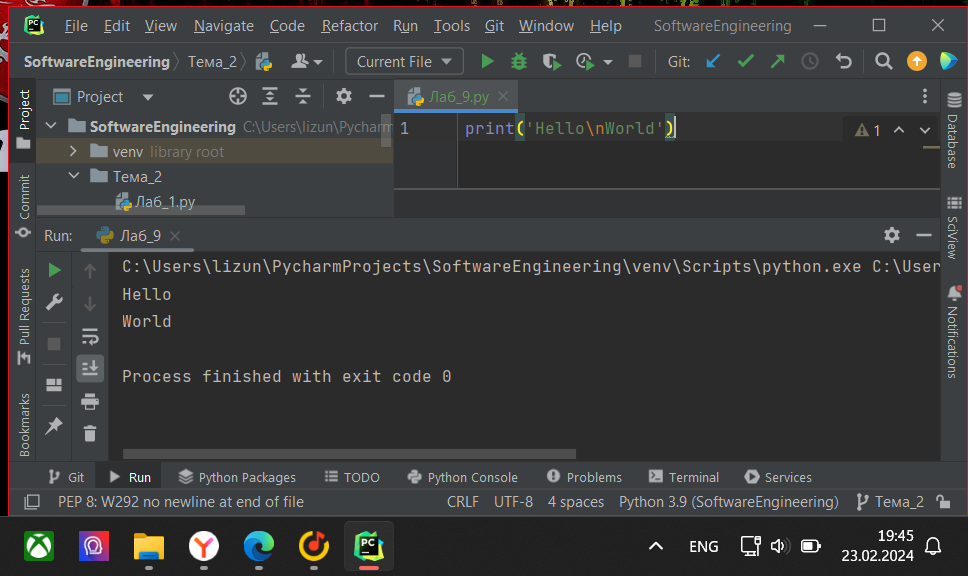 PC File Edit View Navigate Code Refactor Run Tools Git Window Help SoftwareEngineering
SoftwareEngineering Тема_2 Current File Git:
Project
Project
Лаб_9.py
SoftwareEngineering C:\Users\lizun\Pycharm
venv library root
Тема_2
Лаб_1.py
1 print('Hello\nWorld')
1
Database
Commit
Run: Лаб_9
SciView
C:\Users\lizun\PycharmProjects\SoftwareEngineering\venv\Scripts\python.exe C:\User
Hello
World
Process finished with exit code 0
Pull Requests
Notifications
Bookmarks
Git Run Python Packages TODO Python Console Problems Terminal Services
PEP 8: W292 no newline at end of file CRLF UTF-8 4 spaces Python 3.9 (SoftwareEngineering) Тема_2
PC ENG 19:45
23.02.2024